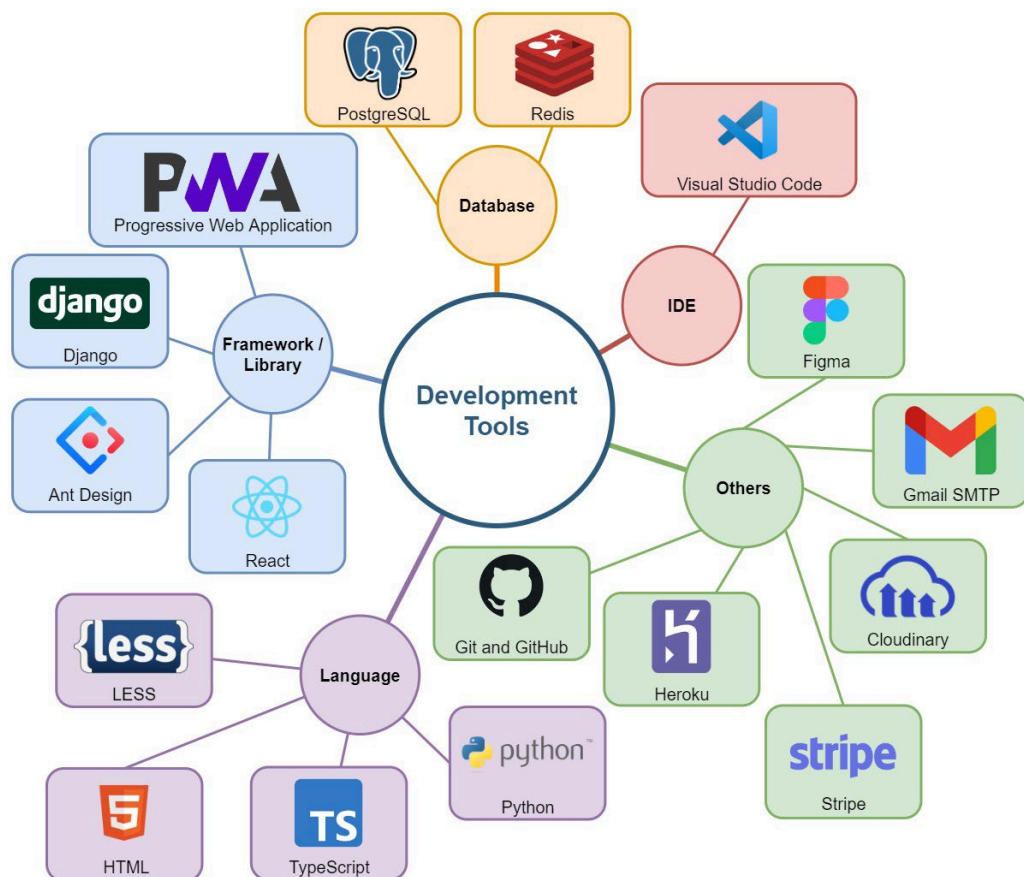 PostgreSQL
Redis
Visual Studio Code
PWA
Progressive Web Application
Database
IDE
django
Django
Framework /
Library
Figma
Development
Tools
Ant Design
Gmail SMTP
Others
React
Git and GitHub
Cloudinary
{less}
LESS
Language
Heroku
python™
Python
stripe
Stripe
5
HTML
TS
TypeScript